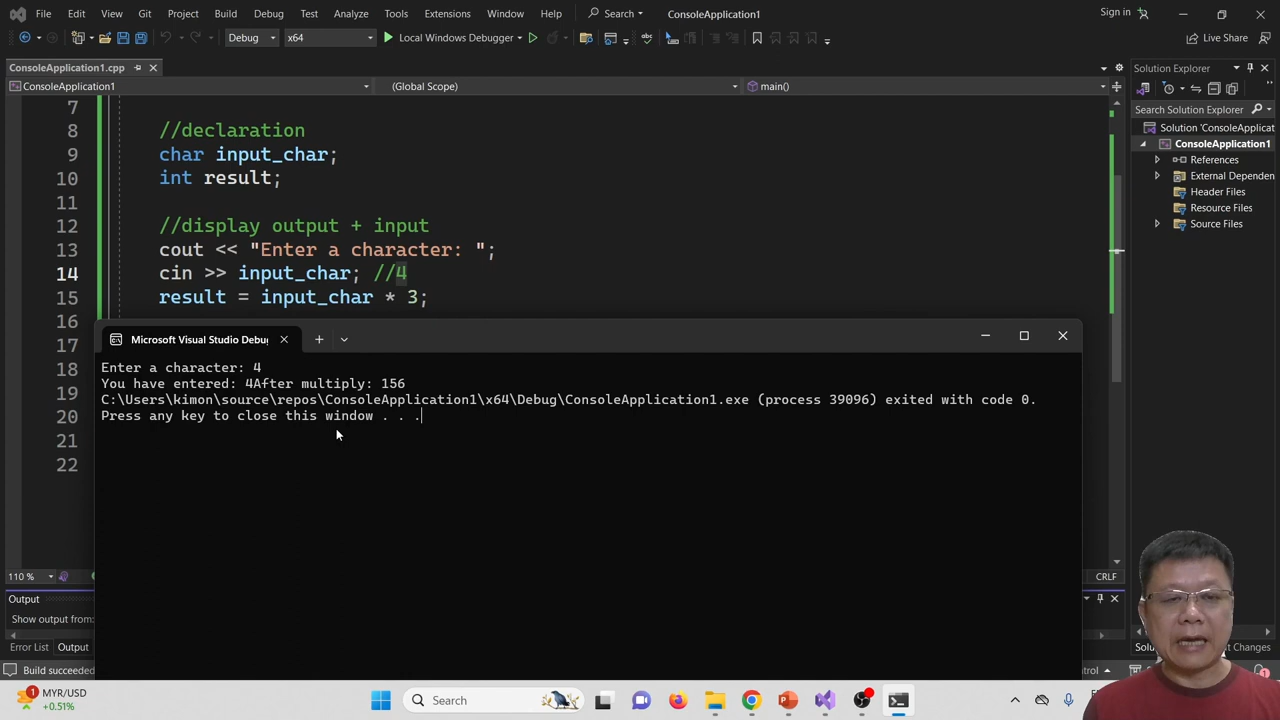 File Edit View Git Project Build Debug Test Analyze Tools Extensions Window Help Search ConsoleApplication1 Sign in
Debug x64 Local Windows Debugger Live Share
ConsoleApplication1.cpp
ConsoleApplication1 (Global Scope) main()
7
8 //declaration
9 char input_char;
10 int result;
11
12 //display output + input
13 cout << "Enter a character: ";
14 cin >> input_char; //4
15 result = input_char * 3;
16
17
18
19
20
21
22
Solution Explorer
Search Solution Explorer
Solution 'ConsoleApplicat
ConsoleApplication1
References
External Dependen
Header Files
Resource Files
Source Files
Microsoft Visual Studio Debug
Enter a character: 4
You have entered: 4After multiply: 156
C:\Users\kimon\source\repos\ConsoleApplication1\x64\Debug\ConsoleApplication1.exe (process 39096) exited with code 0.
Press any key to close this window . . .
110 % CRLF
Output
Show output from:
Error List Output Changes
Build succeeded
1 MYR/USD
+0.51%
Search